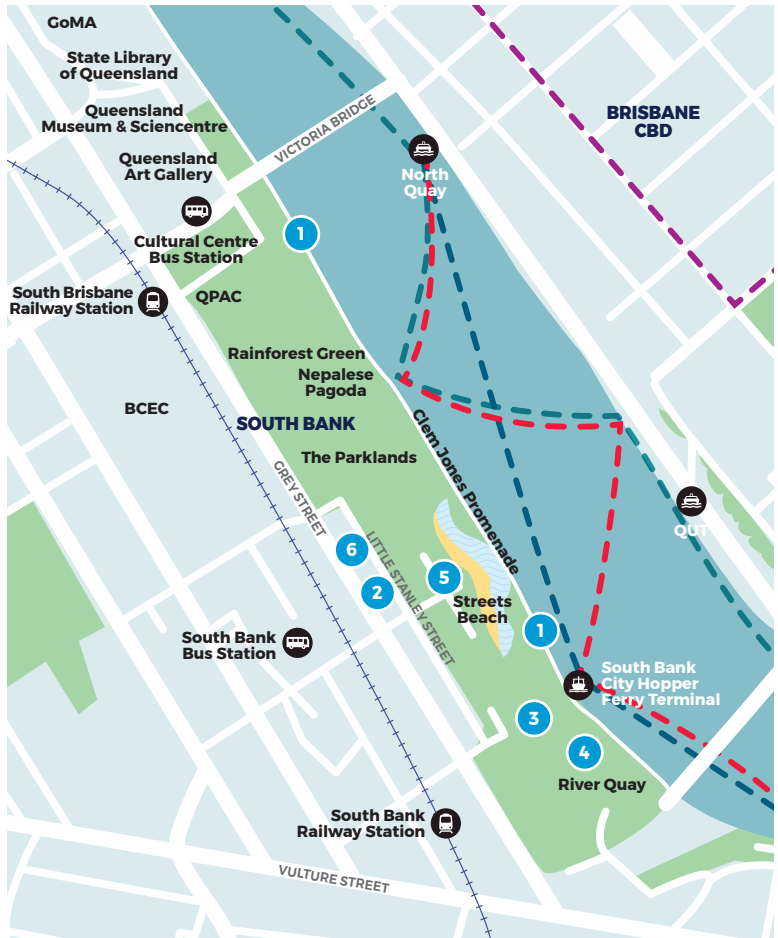 GoMA
State Library
of Queensland
Queensland
Museum & Sciencentre
Queensland
Art Gallery
VICTORIA BRIDGE
BRISBANE
CBD
North
Quay
1
Cultural Centre
Bus Station
South Brisbane
Railway Station
QPAC
Rainforest Green
Nepalese
Pagoda
BCEC
SOUTH BANK
Clem Jones Promenade
The Parklands
GREY STREET
QUT
6
LITTLE STANLEY STREET
5
2
Streets
Beach
1
South Bank
Bus Station
South Bank
City Hopper
Ferry Terminal
3
4
River Quay
South Bank
Railway Station
VULTURE STREET